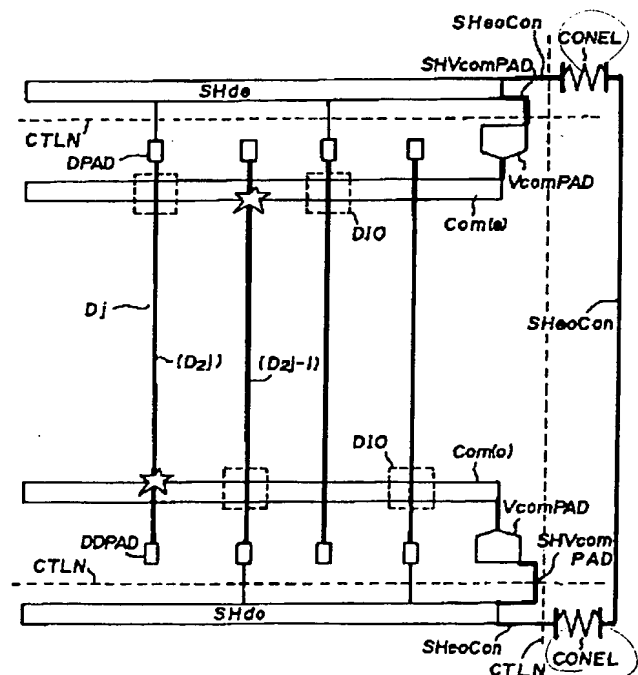 SHeoCon
CONEL
SHVcomPAD
SHde
CTLN
DPAD
VcomPAD
DIO
Com(e)
Dj
SHeoCon
(D2j)
(D2j-1)
DIO
Com(o)
VcomPAD
DDPAD
SHVcom
PAD
CTLN
SHdo
SHeoCon
CONEL
CTLN